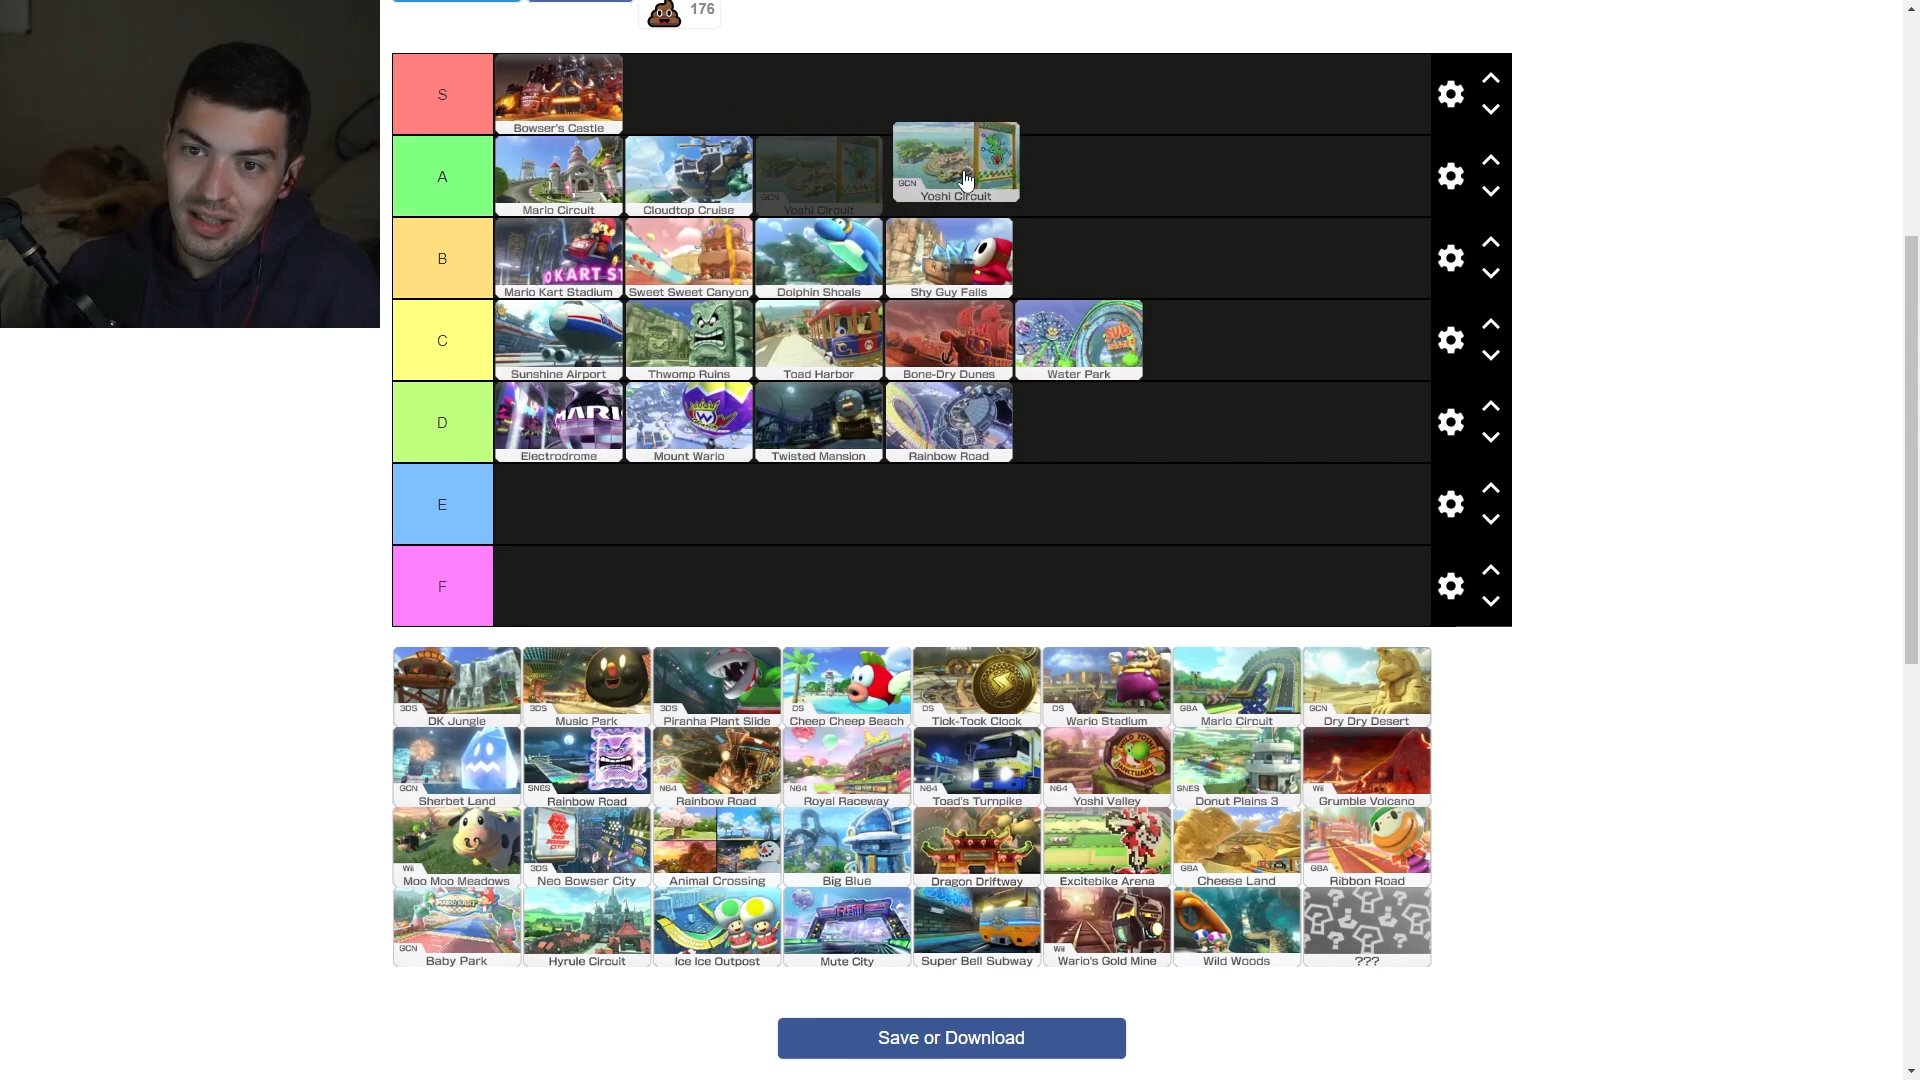 176
S
Bowser's Castle
A
GCN
Mario Circuit
Cloudtop Cruise
GCN
Yoshi Circuit
Yoshi Circuit
B
KART ST
Mario Kart Stadium
Sweet Sweet Canyon
Dolphin Shoals
Shy Guy Falls
C
Sunshine Airport
Thwomp Ruins
Toad Harbor
Bone-Dry Dunes
Water Park
D
MARI
Electrodrome
Mount Wario
Twisted Mansion
Rainbow Road
E
F
3DS
3DS
3DS
DS
DS
DS
GBA
GCN
DK Jungle
Music Park
Piranha Plant Slide
Cheep Cheep Beach
Tick-Tock Clock
Wario Stadium
Mario Circuit
Dry Dry Desert
GCN
SNES
N64
N64
N64
N64
SNES
Wii
Sherbet Land
Rainbow Road
Rainbow Road
Royal Raceway
Toad's Turnpike
Yoshi Valley
Donut Plains 3
Grumble Volcano
Wii
3DS
GBA
GBA
Moo Moo Meadows
Neo Bowser City
Animal Crossing
Big Blue
Dragon Driftway
Excitebike Arena
Cheese Land
Ribbon Road
GCN
Wii
Baby Park
Hyrule Circuit
Ice Ice Outpost
Mute City
Super Bell Subway
Wario's Gold Mine
Wild Woods
???
Save or Download